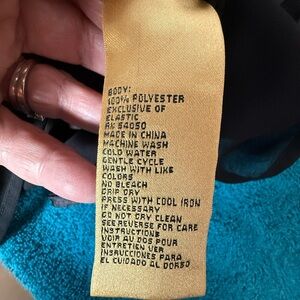 BODY:
100% POLYESTER
EXCLUSIVE OF
ELASTIC
RN 54050
MADE IN CHINA
MACHINE WASH
COLD WATER
GENTLE CYCLE
WASH WITH LIKE
COLORS
NO BLEACH
DRIP DRY
PRESS WITH COOL IRON
IF NECESSARY
DO NOT DRY CLEAN
SEE REVERSE FOR CARE
INSTRUCTIONS
VOIR AU DOS POUR
ENTRETIEN VER
INSTRUCCIONES PARA
EL CUIDADO AL DORSO